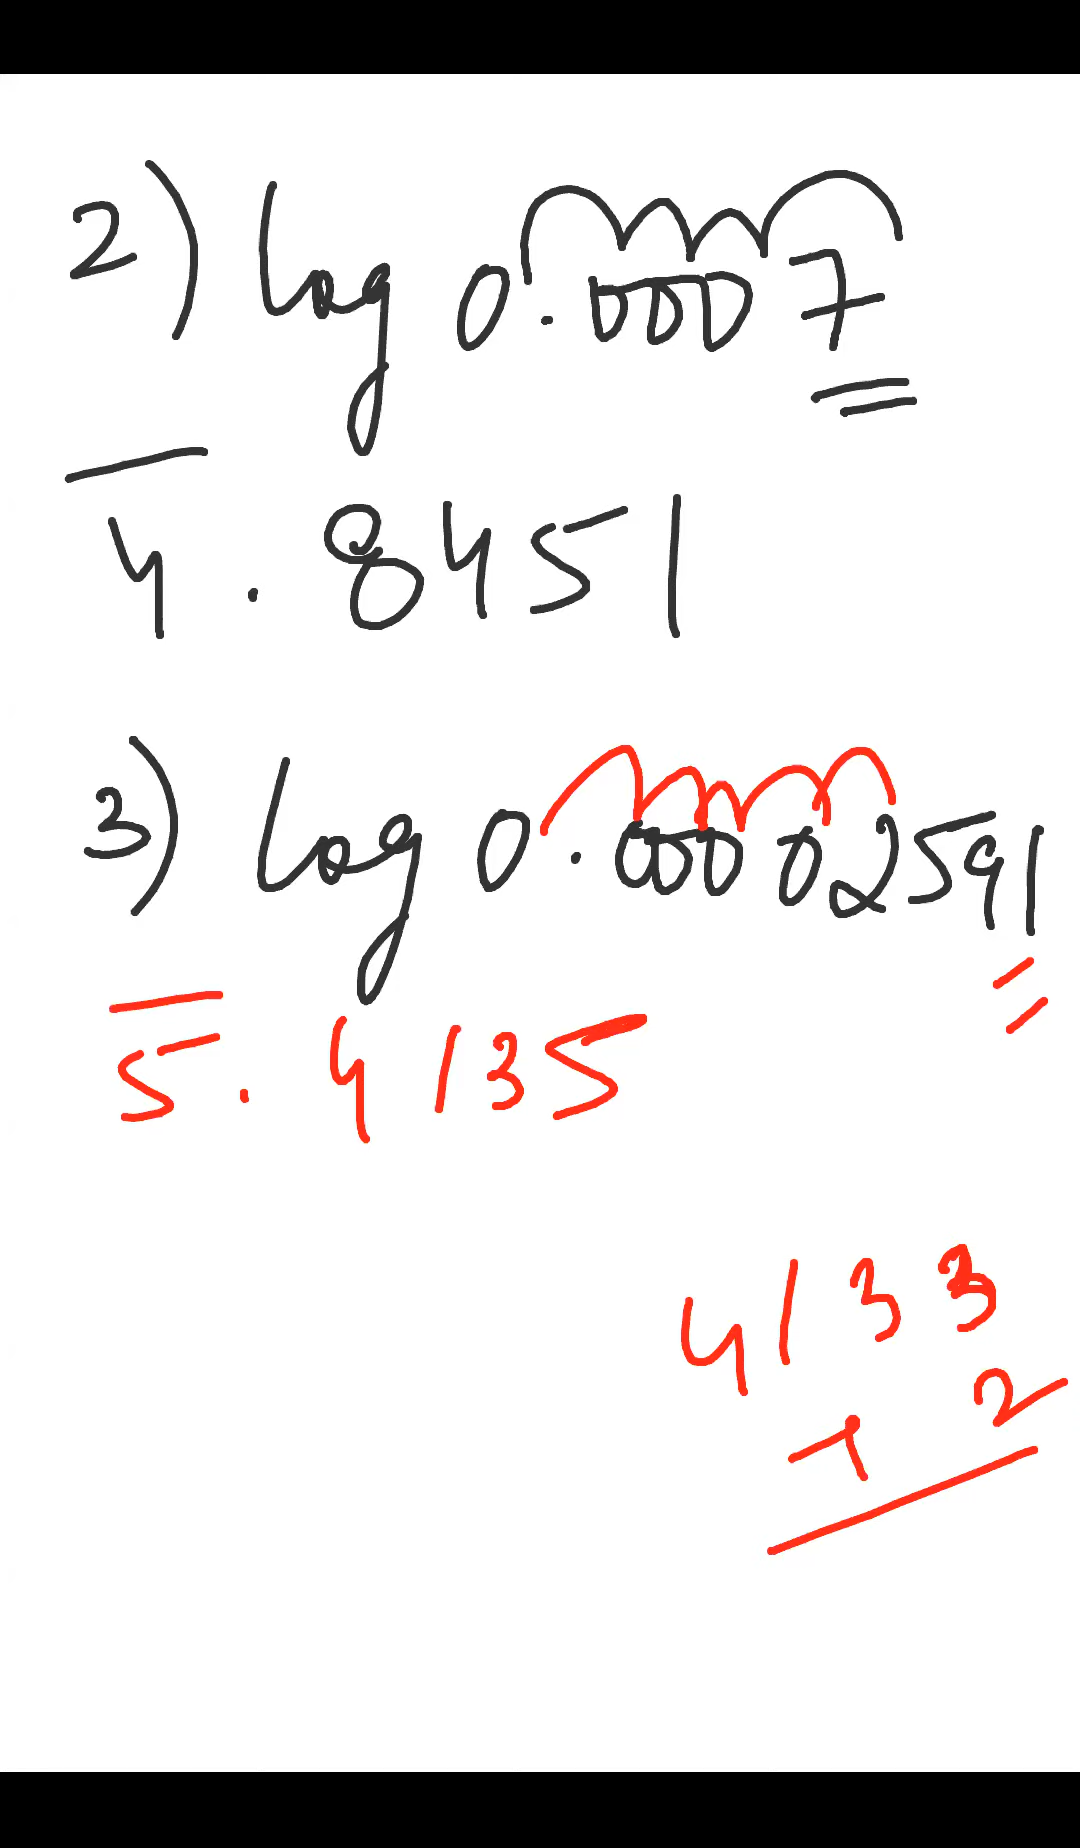 2) log 0.0007
4̅.8451
3) log 0.00002591
5̅.4135
4133
+ 2